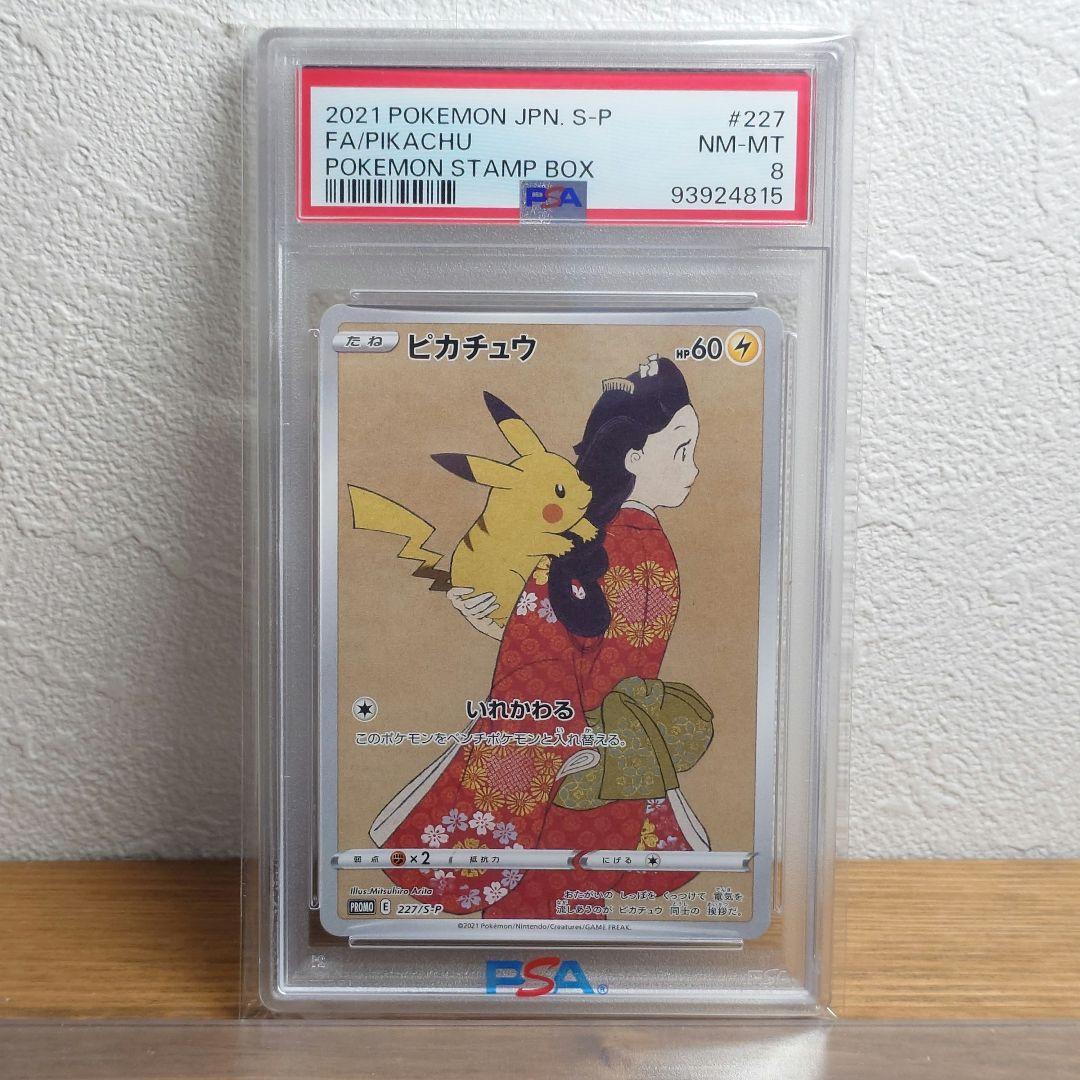 2021 POKEMON JPN. S-P #227
FA/PIKACHU NM-MT
POKEMON STAMP BOX 8
PSA 93924815
たね ピカチュウ HP60
いれかわる
このポケモンをベンチポケモンと入れ替える。
弱点 ×2 抵抗力 にげる
Illus. Mitsuhiro Arita
おたがいの しっぽを くっつけて 電気を
PROMO E 227/S-P 流しあうのが ピカチュウ 同士の 挨拶だ。
©2021 Pokémon/Nintendo/Creatures/GAME FREAK.
PSA®